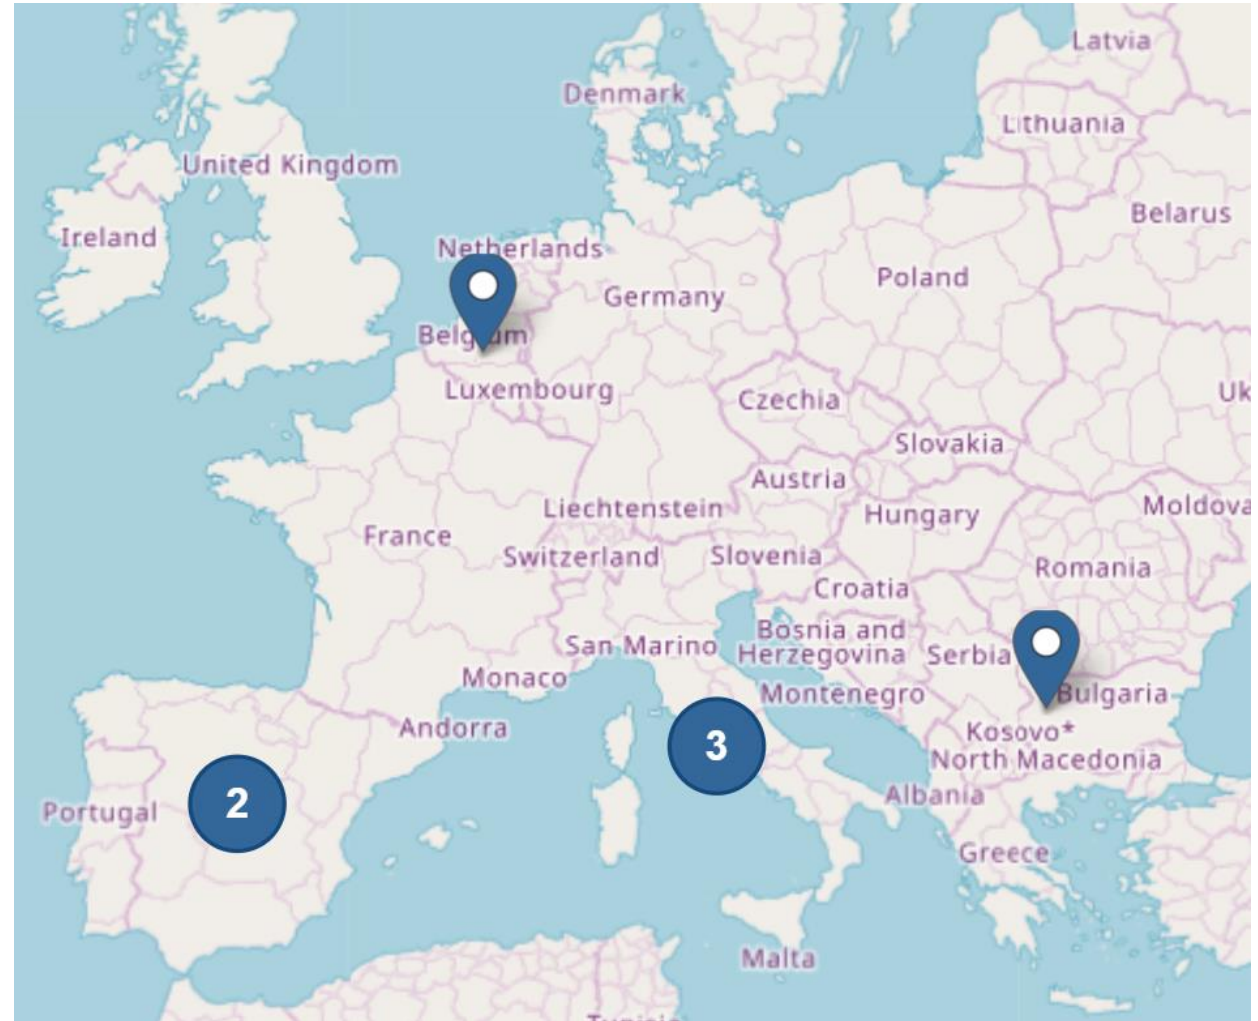 Latvia
Denmark
Lithuania
United Kingdom
Belarus
Ireland
Netherlands
Poland
Germany
Belgium
Luxembourg
Czechia
Uk
Slovakia
Austria
Liechtenstein
Moldova
Hungary
France
Switzerland
Slovenia
Romania
Croatia
Bosnia and
Herzegovina
San Marino
Serbia
Monaco
Montenegro
Bulgaria
Andorra
Kosovo*
3
North Macedonia
Albania
2
Portugal
Greece
Malta